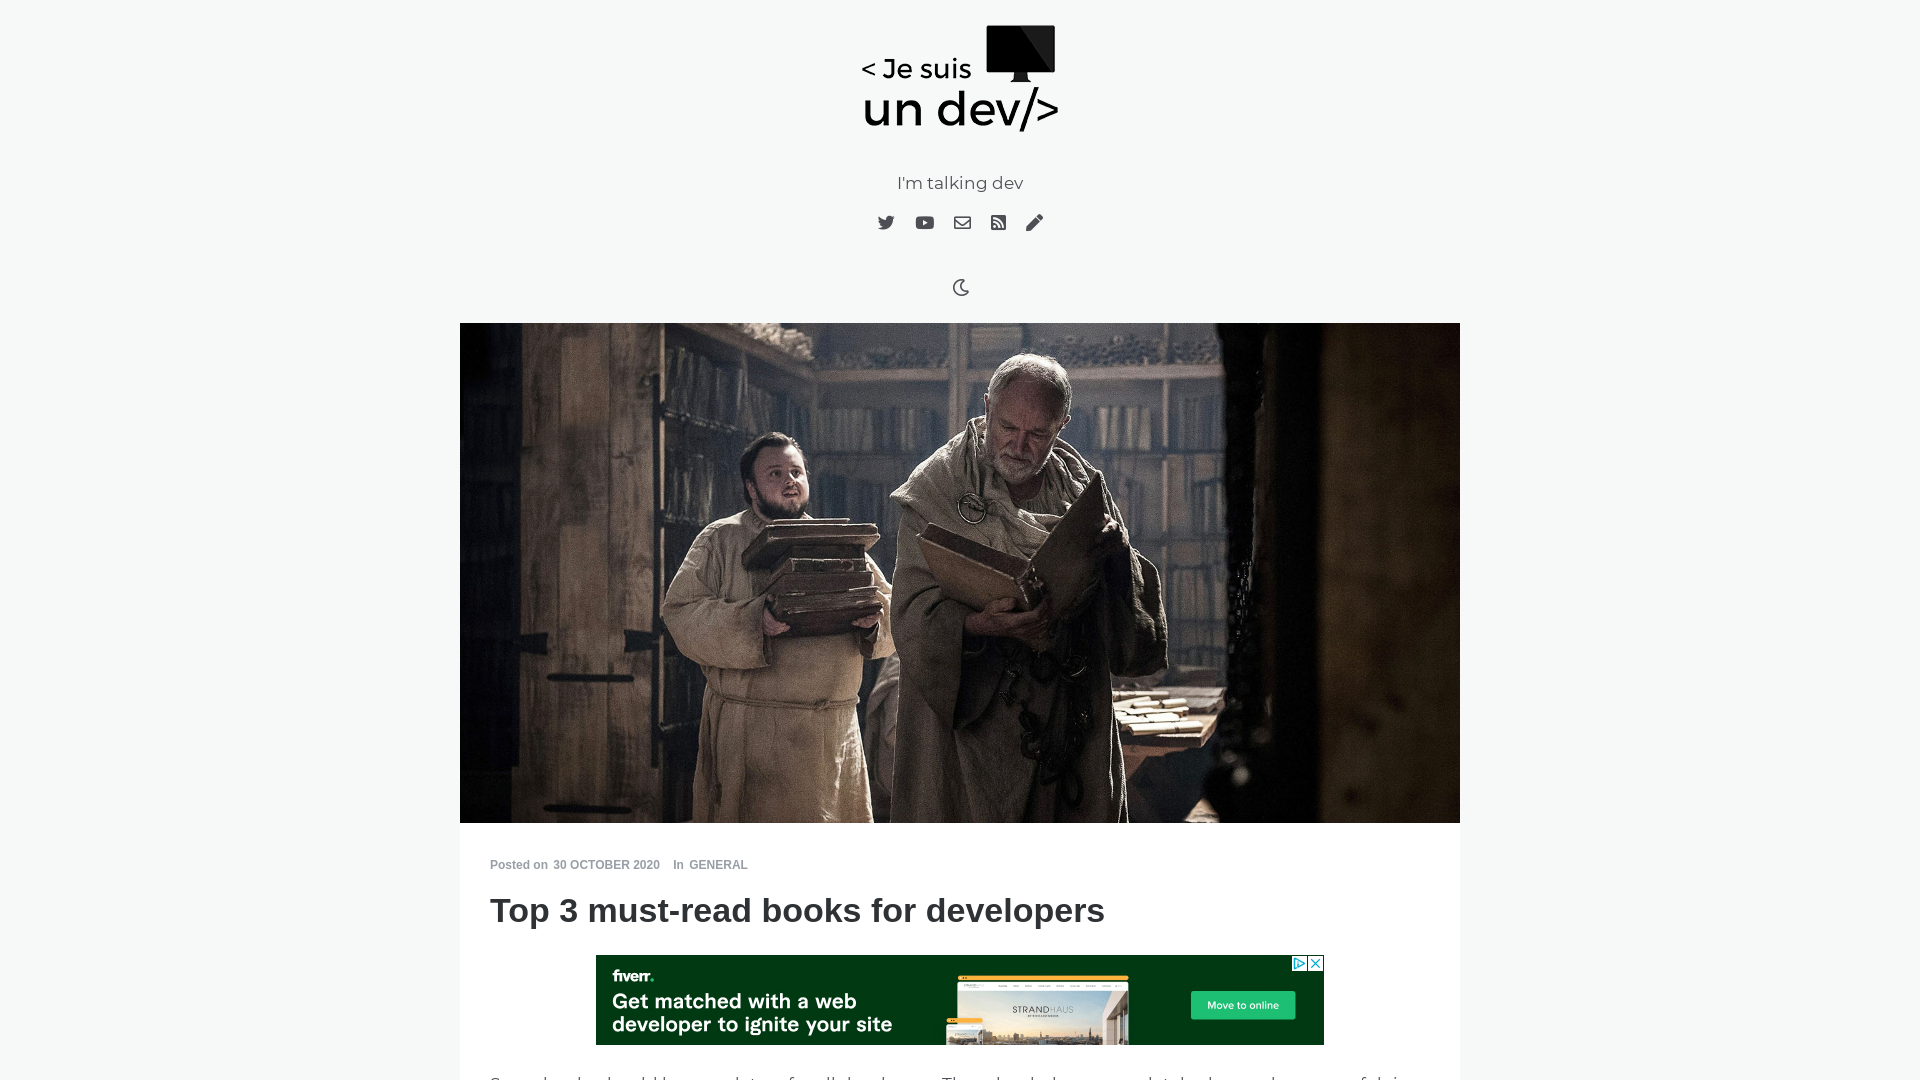 < Je suis
un dev/>
I'm talking dev
Posted on 30 OCTOBER 2020 In GENERAL
Top 3 must-read books for developers
fiverr.
Get matched with a web
developer to ignite your site
STRANDHAUS
Move to online